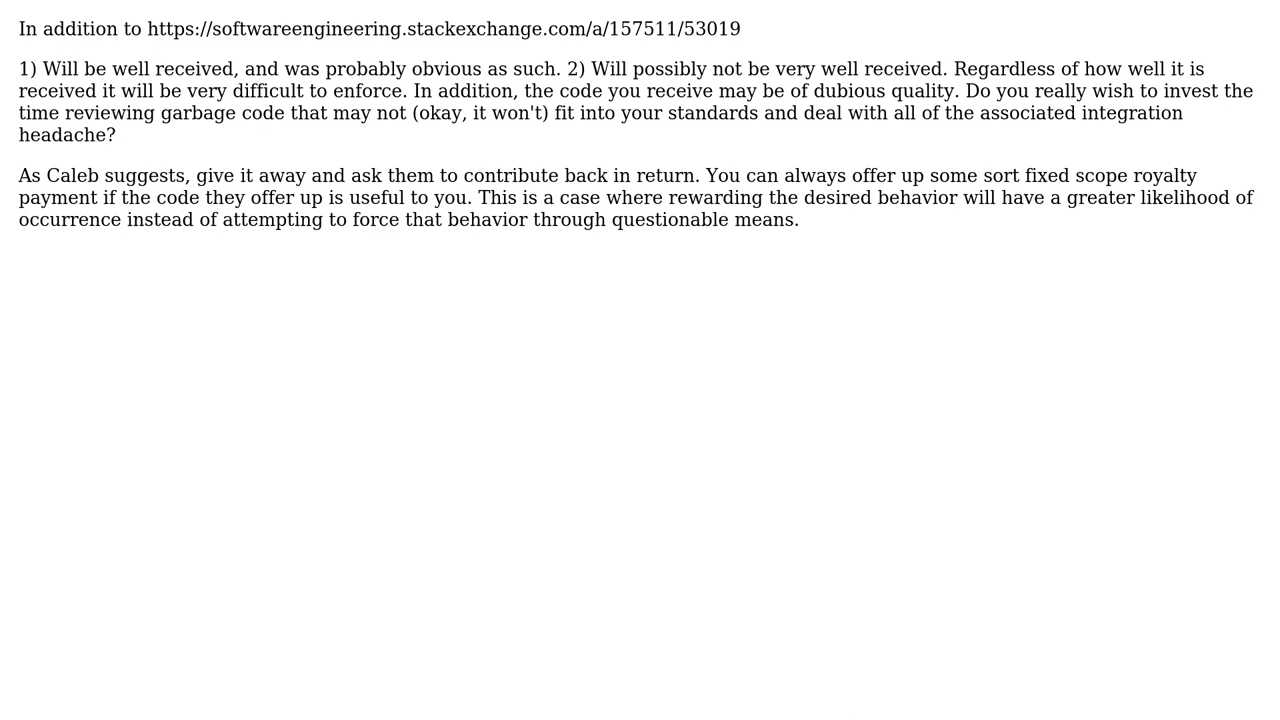 In addition to https://softwareengineering.stackexchange.com/a/157511/53019
1) Will be well received, and was probably obvious as such. 2) Will possibly not be very well received. Regardless of how well it is
received it will be very difficult to enforce. In addition, the code you receive may be of dubious quality. Do you really wish to invest the
time reviewing garbage code that may not (okay, it won't) fit into your standards and deal with all of the associated integration
headache?
As Caleb suggests, give it away and ask them to contribute back in return. You can always offer up some sort fixed scope royalty
payment if the code they offer up is useful to you. This is a case where rewarding the desired behavior will have a greater likelihood of
occurrence instead of attempting to force that behavior through questionable means.